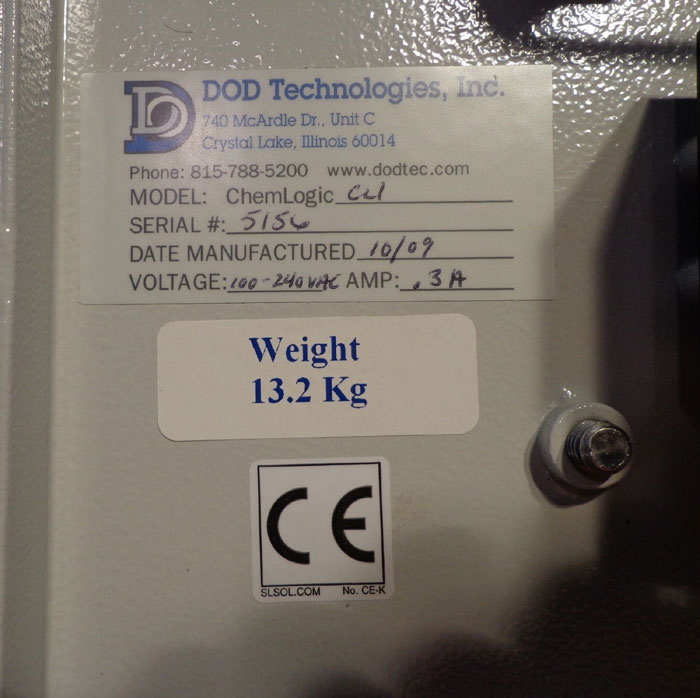 DOD Technologies, Inc.
740 McArdle Dr., Unit C
Crystal Lake, Illinois 60014
Phone: 815-788-5200 www.dodtec.com
MODEL: ChemLogic CL1
SERIAL #: 5156
DATE MANUFACTURED 10/09
VOLTAGE: 100-240VAC AMP: .3A
Weight
13.2 Kg
CE
SLSOL.COM No. CE-K